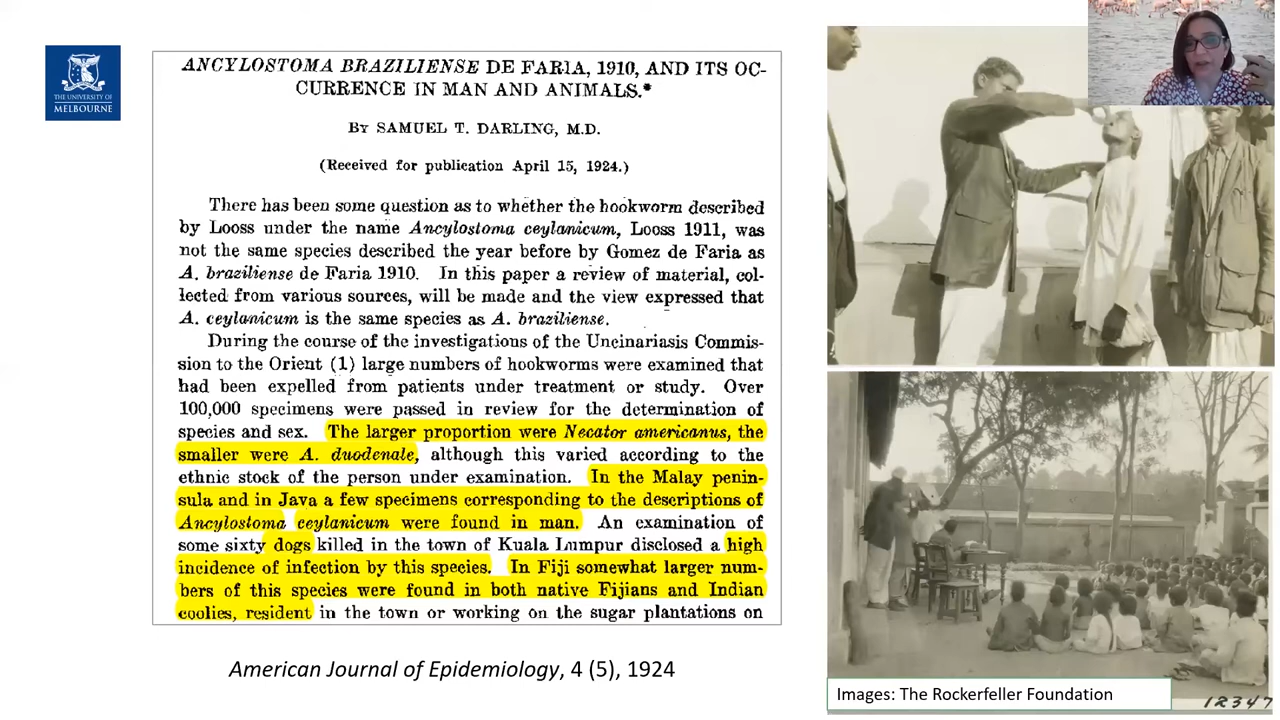 THE UNIVERSITY OF
MELBOURNE
ANCYLOSTOMA BRAZILIENSE DE FARIA, 1910, AND ITS OC-
CURRENCE IN MAN AND ANIMALS.*
BY SAMUEL T. DARLING, M.D.
(Received for publication April 15, 1924.)
There has been some question as to whether the hookworm described
by Looss under the name Ancylostoma ceylanicum, Looss 1911, was
not the same species described the year before by Gomez de Faria as
A. braziliense de Faria 1910. In this paper a review of material, col-
lected from various sources, will be made and the view expressed that
A. ceylanicum is the same species as A. braziliense.
During the course of the investigations of the Uncinariasis Commis-
sion to the Orient (1) large numbers of hookworms were examined that
had been expelled from patients under treatment or study. Over
100,000 specimens were passed in review for the determination of
species and sex. The larger proportion were Necator americanus, the
smaller were A. duodenale, although this varied according to the
ethnic stock of the person under examination. In the Malay penin-
sula and in Java a few specimens corresponding to the descriptions of
Ancylostoma ceylanicum were found in man. An examination of
some sixty dogs killed in the town of Kuala Lumpur disclosed a high
incidence of infection by this species. In Fiji somewhat larger num-
bers of this species were found in both native Fijians and Indian
coolies, resident in the town or working on the sugar plantations on
American Journal of Epidemiology, 4 (5), 1924
Images: The Rockerfeller Foundation
12347